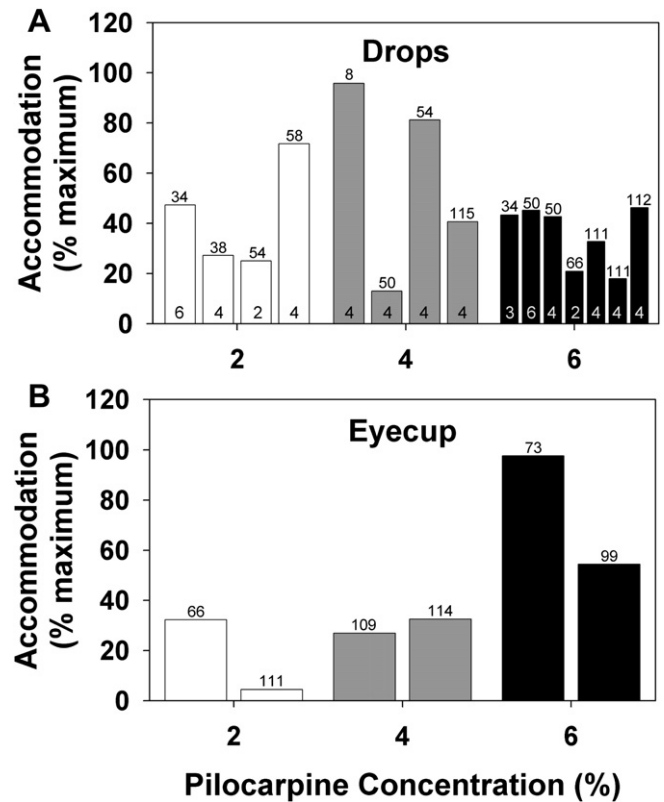 A
Drops
Accommodation
(% maximum)
120
100
80
60
40
20
0
34 38 54 58 8 50 54 115 34 50 50 66 111 111 112
6 4 2 4 4 4 4 4 3 6 4 2 4 4 4
2 4 6
B
Eyecup
Accommodation
(% maximum)
120
100
80
60
40
20
0
66 111 109 114 73 99
2 4 6
Pilocarpine Concentration (%)